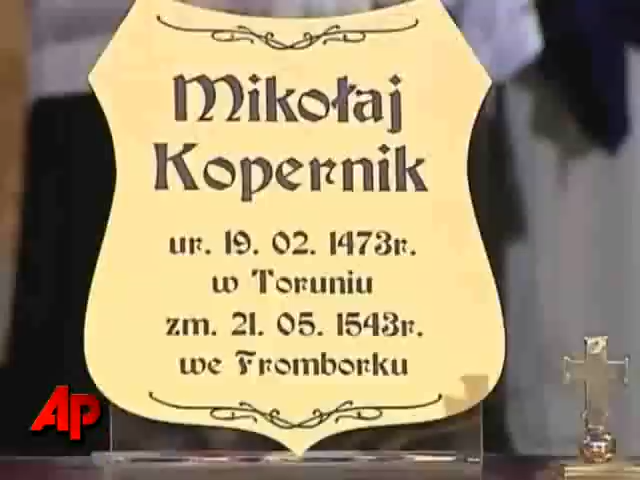 Mikołaj
Kopernik
ur. 19. 02. 1473r.
w Toruniu
zm. 21. 05. 1543r.
we Fromborku
AP